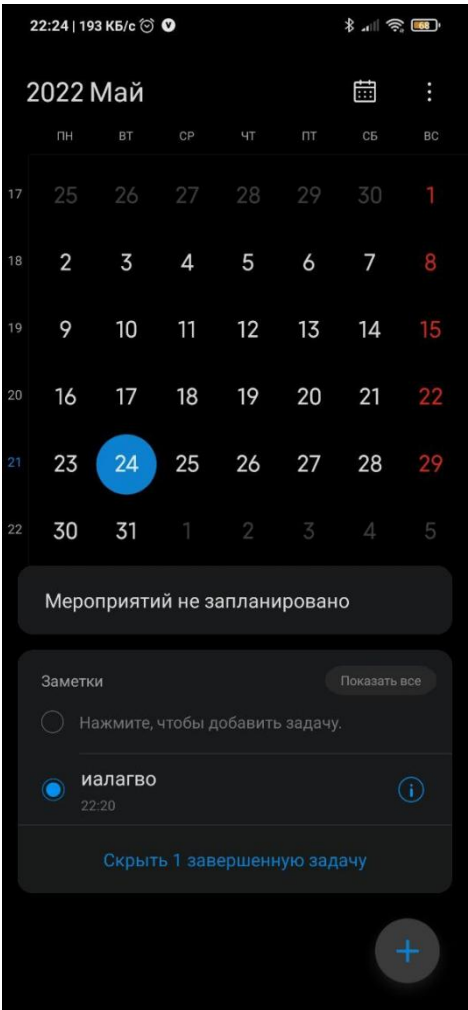 22:24 | 193 КБ/с
68
2022 Май
ПН ВТ СР ЧТ ПТ СБ ВС
17 25 26 27 28 29 30 1
18 2 3 4 5 6 7 8
19 9 10 11 12 13 14 15
20 16 17 18 19 20 21 22
21 23 24 25 26 27 28 29
22 30 31 1 2 3 4 5
Мероприятий не запланировано
Заметки Показать все
Нажмите, чтобы добавить задачу.
иалагво
22:20
Скрыть 1 завершенную задачу